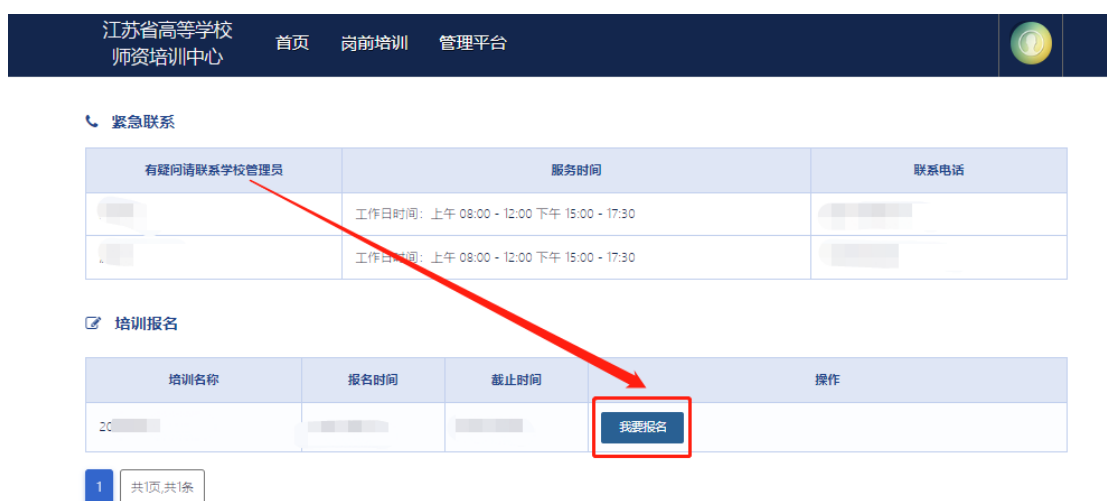 江苏省高等学校
师资培训中心
首页 岗前培训 管理平台
紧急联系
有疑问请联系学校管理员 服务时间 联系电话
工作日时间：上午 08:00 - 12:00 下午 15:00 - 17:30
工作日时间：上午 08:00 - 12:00 下午 15:00 - 17:30
培训报名
培训名称 报名时间 截止时间 操作
20 我要报名
1 共1页,共1条